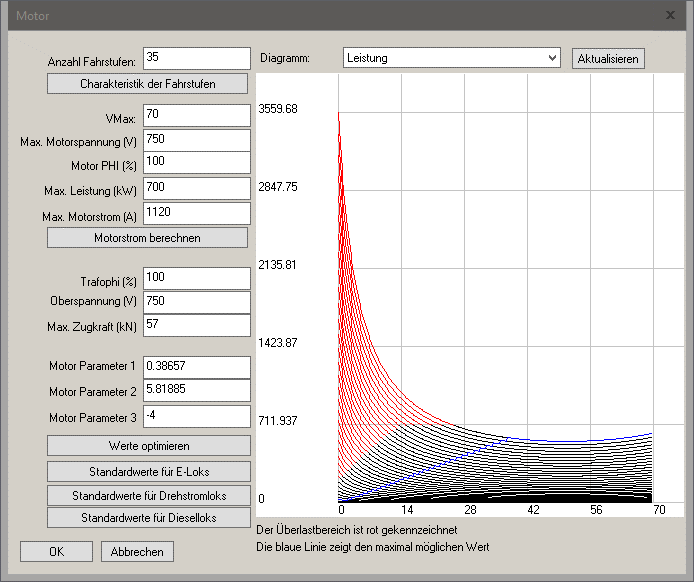 Motor
Anzahl Fahrstufen: 35
Charakteristik der Fahrstufen
VMax: 70
Max. Motorspannung (V) 750
Motor PHI (%) 100
Max. Leistung (kW) 700
Max. Motorstrom (A) 1120
Motorstrom berechnen
Trafophi (%) 100
Oberspannung (V) 750
Max. Zugkraft (kN) 57
Motor Parameter 1 0.38657
Motor Parameter 2 5.81885
Motor Parameter 3 -4
Werte optimieren
Standardwerte für E-Loks
Standardwerte für Drehstromloks
Standardwerte für Dieselloks
OK Abbrechen
Diagramm: Leistung Aktualisieren
3559.68
2847.75
2135.81
1423.87
711.937
0
0 14 28 42 56 70
Der Überlastbereich ist rot gekennzeichnet
Die blaue Linie zeigt den maximal möglichen Wert